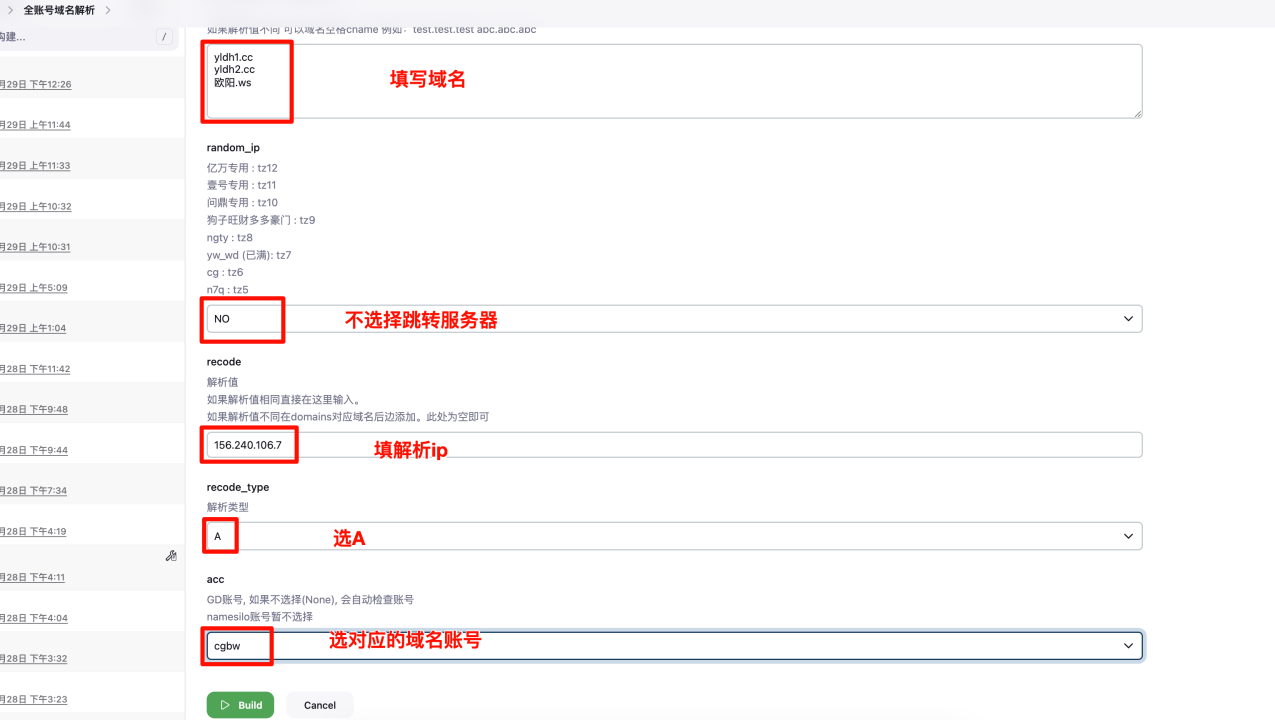 全账号域名解析
构建...
/
如果解析值不同 可以域名空格cname 例如: test.test.test abc.abc.abc
yldh1.cc
yldh2.cc
欧阳.ws
填写域名
月29日 下午12:26
月29日 上午11:44
月29日 上午11:33
月29日 上午10:32
月29日 上午10:31
月29日 上午5:09
月29日 上午1:04
月28日 下午11:42
月28日 下午9:48
月28日 下午9:44
月28日 下午7:34
月28日 下午4:19
月28日 下午4:11
月28日 下午4:04
月28日 下午3:32
月28日 下午3:23
random_ip
亿万专用 : tz12
壹号专用 : tz11
问鼎专用 : tz10
狗子旺财多多豪门 : tz9
ngty : tz8
yw_wd (已满): tz7
cg : tz6
n7q : tz5
NO
不选择跳转服务器
recode
解析值
如果解析值相同直接在这里输入。
如果解析值不同在domains对应域名后边添加。此处为空即可
156.240.106.7
填解析ip
recode_type
解析类型
A
选A
acc
GD账号, 如果不选择(None), 会自动检查账号
namesilo账号暂不选择
cgbw
选对应的域名账号
Build
Cancel